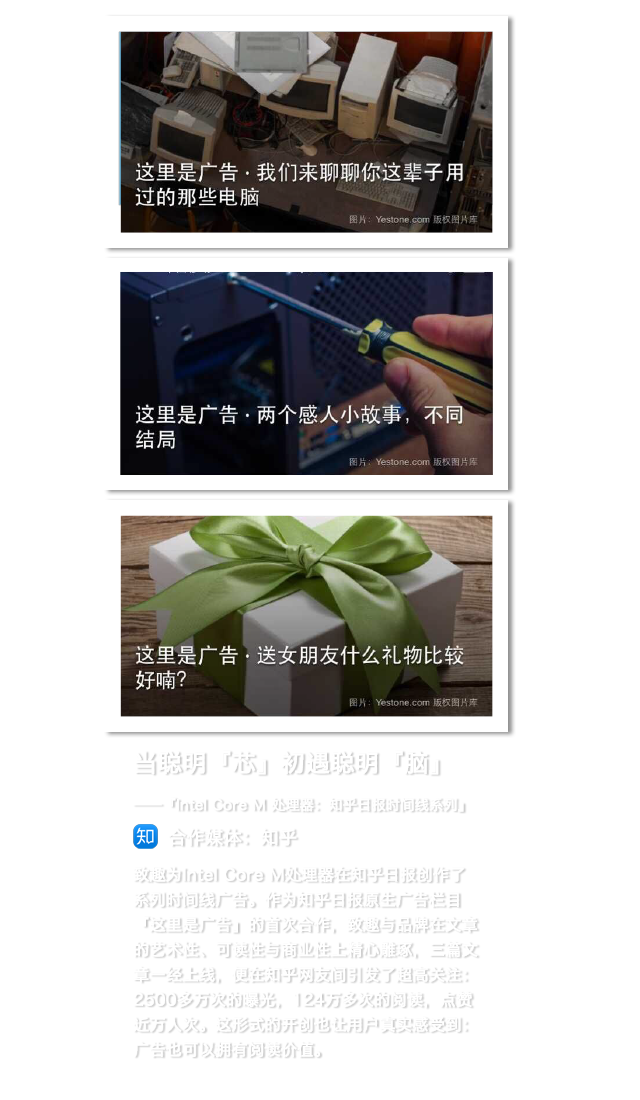 这里是广告·我们来聊聊你这辈子用
过的那些电脑
图片：Yestone.com 版权图片库
这里是广告·两个感人小故事，不同
结局
图片：Yestone.com 版权图片库
这里是广告·送女朋友什么礼物比较
好喃？
图片：Yestone.com 版权图片库
当聪明「芯」初遇聪明「脑」
——「Intel Core M 处理器：知乎日报时间线系列」
知 合作媒体：知乎
致趣为Intel Core M处理器在知乎日报创作了
系列时间线广告。作为知乎日报原生广告栏目
「这里是广告」的首次合作，致趣与品牌在文章
的艺术性、可读性与商业性上精心雕琢，三篇文
章一经上线，便在知乎网友间引发了超高关注：
2500多万次的曝光，124万多次的阅读，点赞
近万人次。这形式的开创也让用户真实感受到：
广告也可以拥有阅读价值。